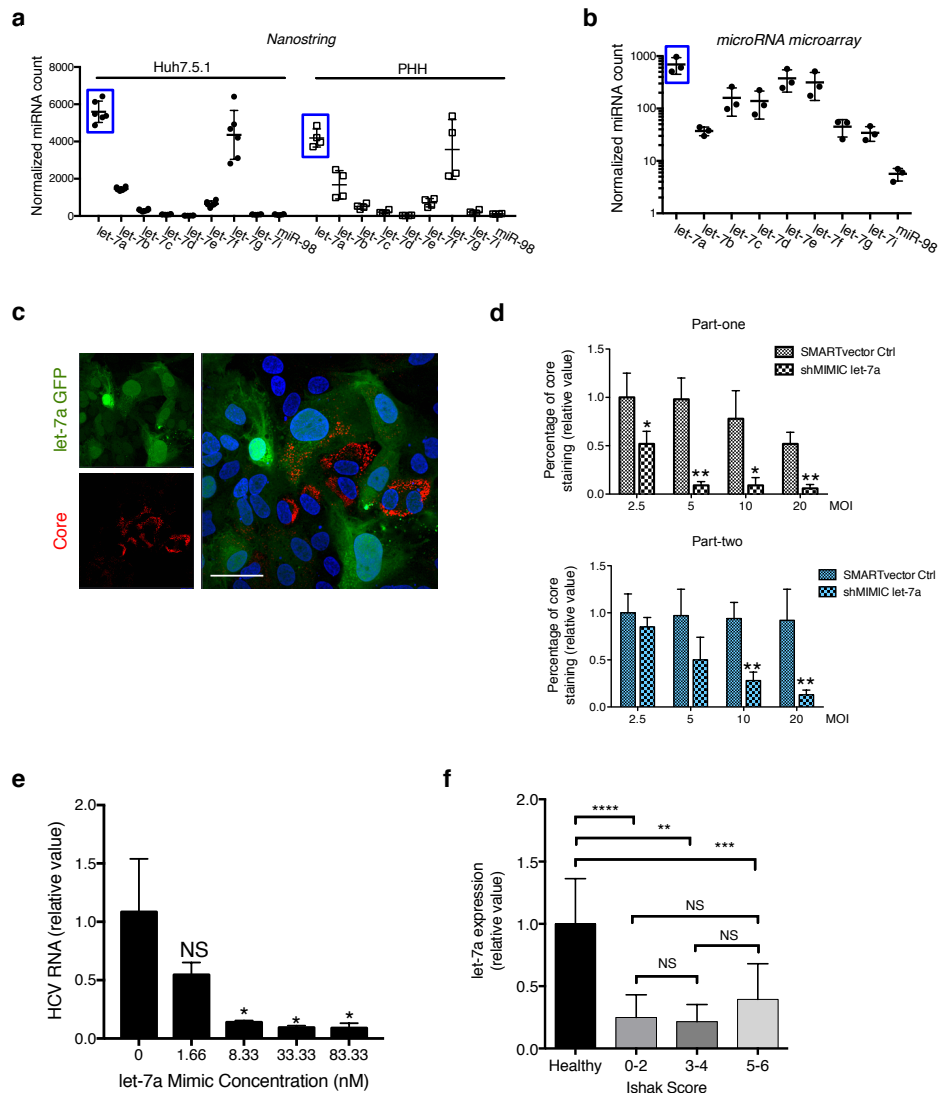 a
Nanostring
Huh7.5.1
PHH
Normalized miRNA count
8000
6000
4000
2000
0
let-7a
let-7b
let-7c
let-7d
let-7e
let-7f
let-7g
let-7i
miR-98
let-7a
let-7b
let-7c
let-7d
let-7e
let-7f
let-7g
let-7i
miR-98
b
microRNA microarray
Normalized miRNA count
1000
100
10
1
let-7a
let-7b
let-7c
let-7d
let-7e
let-7f
let-7g
let-7i
miR-98
c
let-7a GFP
Core
d
Part-one
SMARTvector Ctrl
shMIMIC let-7a
Percentage of core
staining (relative value)
1.5
1.0
0.5
0.0
*
**
*
**
2.5
5
10
20
MOI
Part-two
SMARTvector Ctrl
shMIMIC let-7a
Percentage of core
staining (relative value)
1.5
1.0
0.5
0.0
**
**
2.5
5
10
20
MOI
e
HCV RNA (relative value)
2.0
1.5
1.0
0.5
0.0
NS
*
*
*
0
1.66
8.33
33.33
83.33
let-7a Mimic Concentration (nM)
f
let-7a expression
(relative value)
2.0
1.5
1.0
0.5
0.0
****
**
***
NS
NS
NS
Healthy
0-2
3-4
5-6
Ishak Score